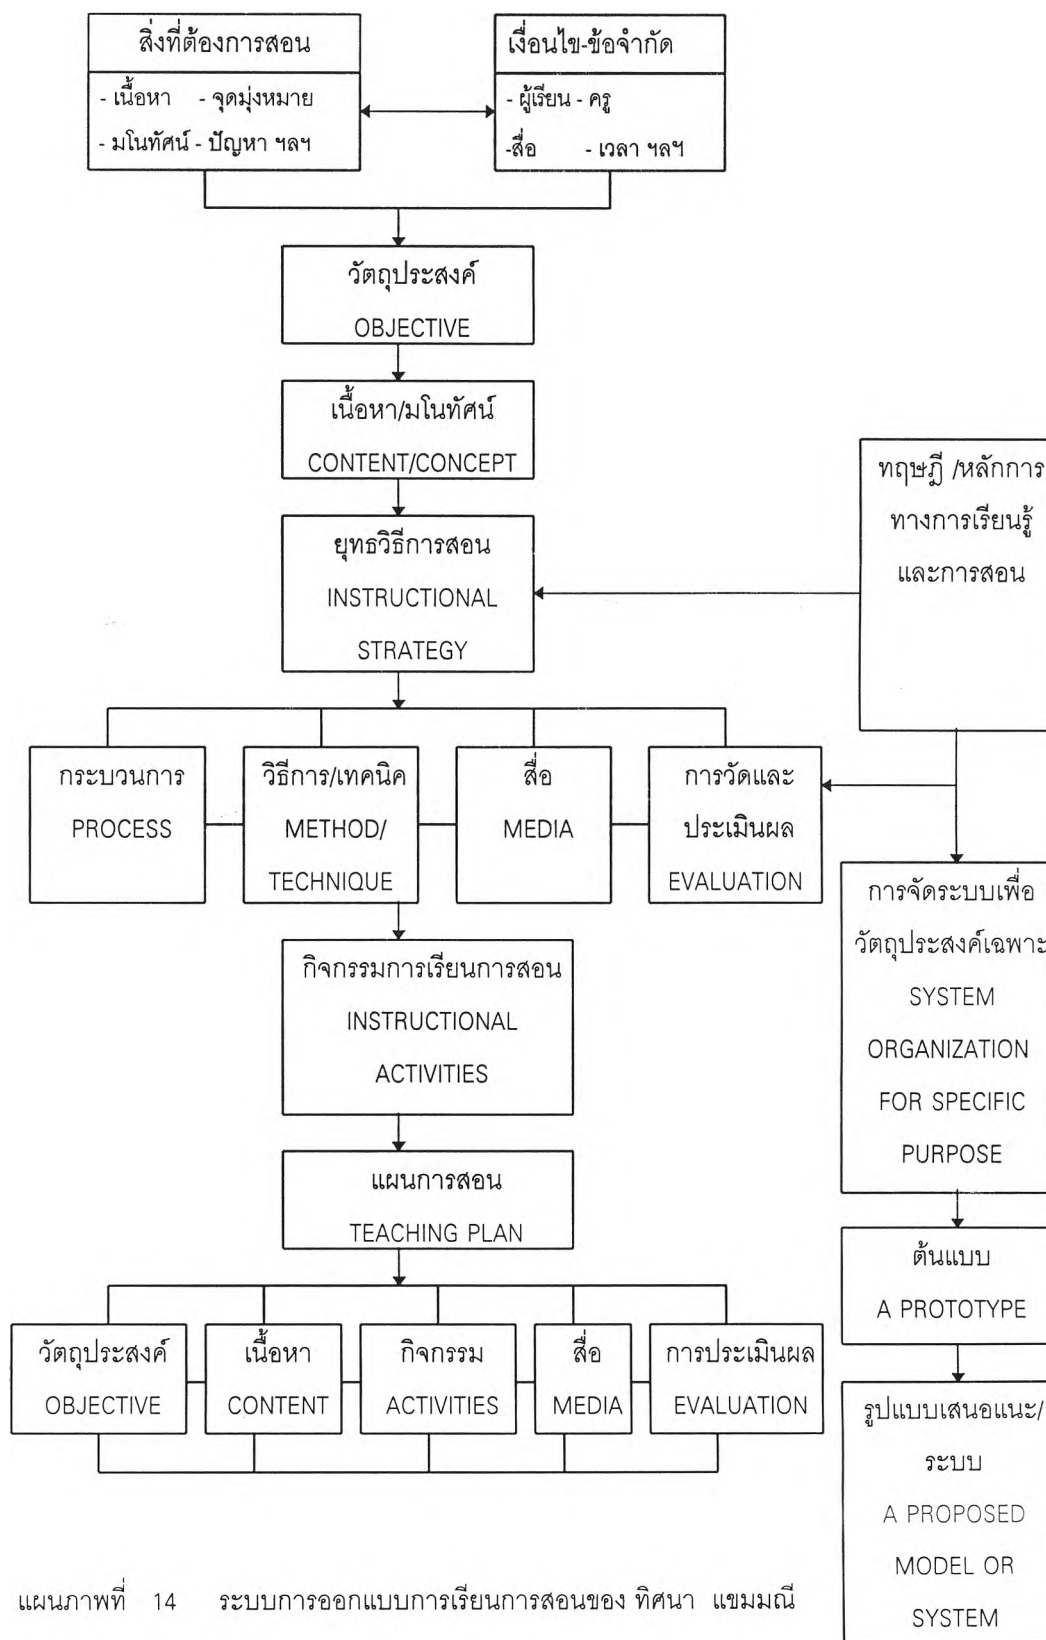 สิ่งที่ต้องการสอน
- เนื้อหา - จุดมุ่งหมาย
- มโนทัศน์ - ปัญหา ฯลฯ
เงื่อนไข-ข้อจำกัด
- ผู้เรียน - ครู
-สื่อ - เวลา ฯลฯ
วัตถุประสงค์
OBJECTIVE
เนื้อหา/มโนทัศน์
CONTENT/CONCEPT
ยุทธวิธีการสอน
INSTRUCTIONAL
STRATEGY
ทฤษฎี /หลักการ
ทางการเรียนรู้
และการสอน
กระบวนการ
PROCESS
วิธีการ/เทคนิค
METHOD/
TECHNIQUE
สื่อ
MEDIA
การวัดและ
ประเมินผล
EVALUATION
กิจกรรมการเรียนการสอน
INSTRUCTIONAL
ACTIVITIES
แผนการสอน
TEACHING PLAN
วัตถุประสงค์
OBJECTIVE
เนื้อหา
CONTENT
กิจกรรม
ACTIVITIES
สื่อ
MEDIA
การประเมินผล
EVALUATION
การจัดระบบเพื่อ
วัตถุประสงค์เฉพาะ
SYSTEM
ORGANIZATION
FOR SPECIFIC
PURPOSE
ต้นแบบ
A PROTOTYPE
รูปแบบเสนอแนะ/
ระบบ
A PROPOSED
MODEL OR
SYSTEM
แผนภาพที่ 14 ระบบการออกแบบการเรียนการสอนของ ทิศนา แขมมณี